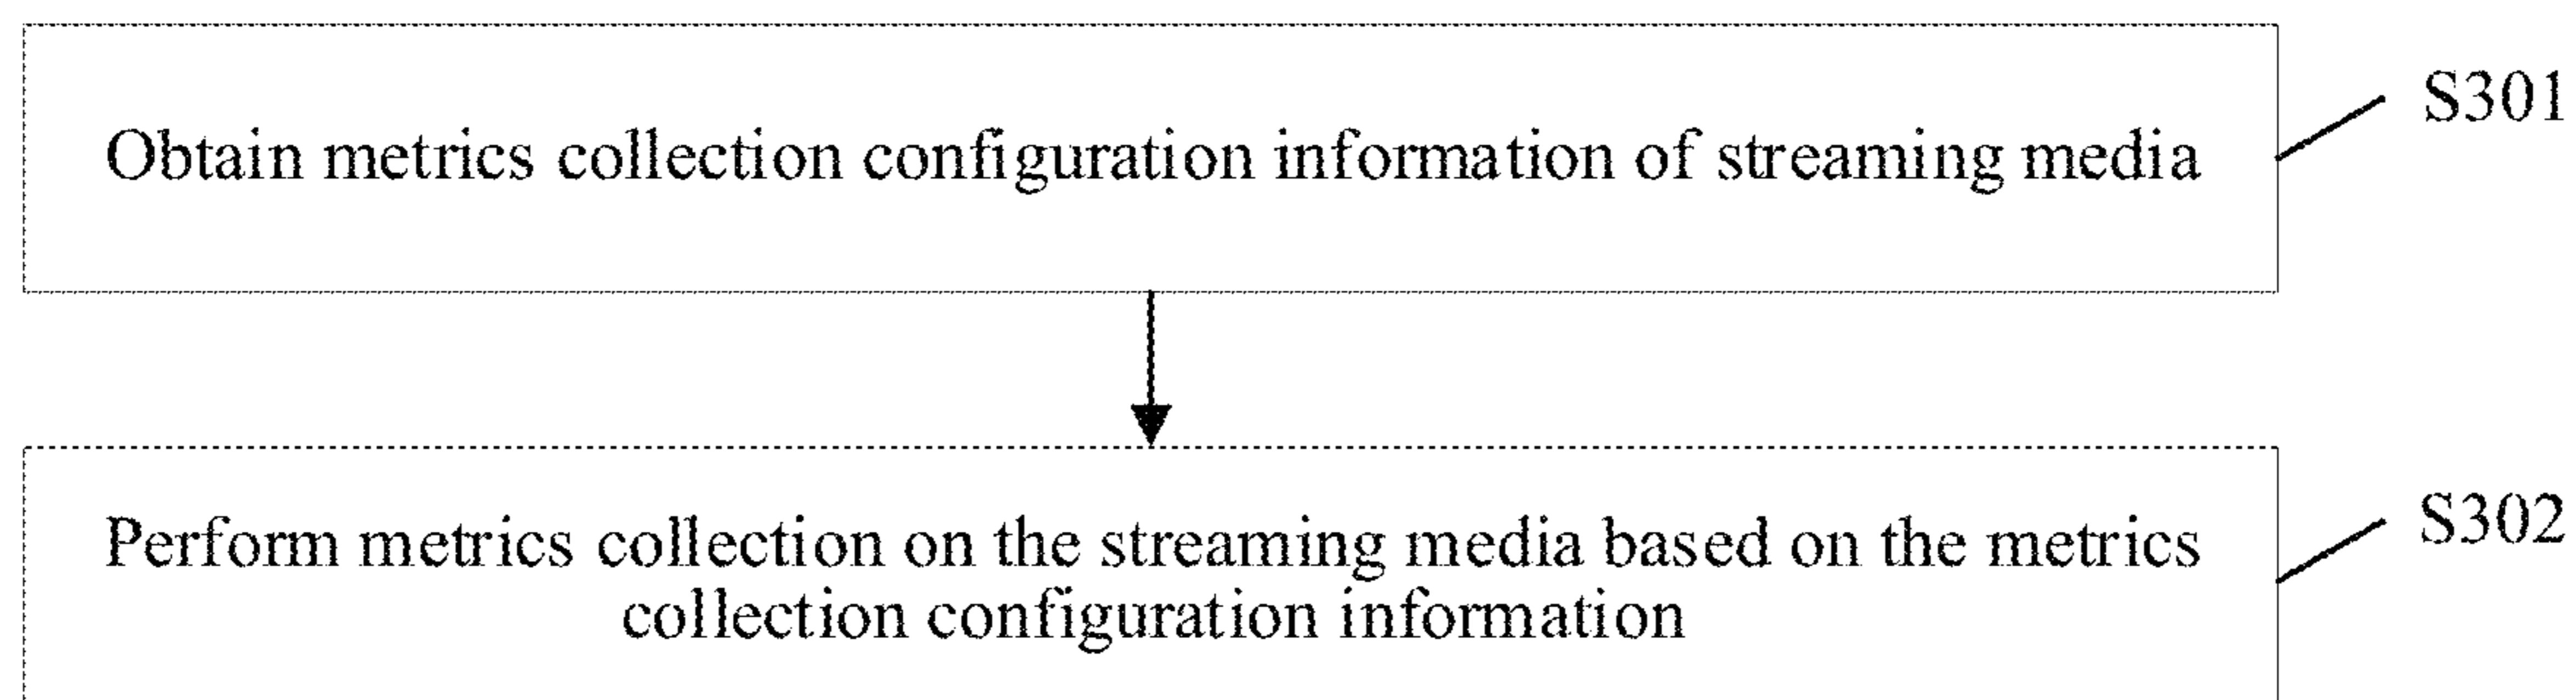 Obtain metrics collection configuration information of streaming media
S301
Perform metrics collection on the streaming media based on the metrics
collection configuration information
S302